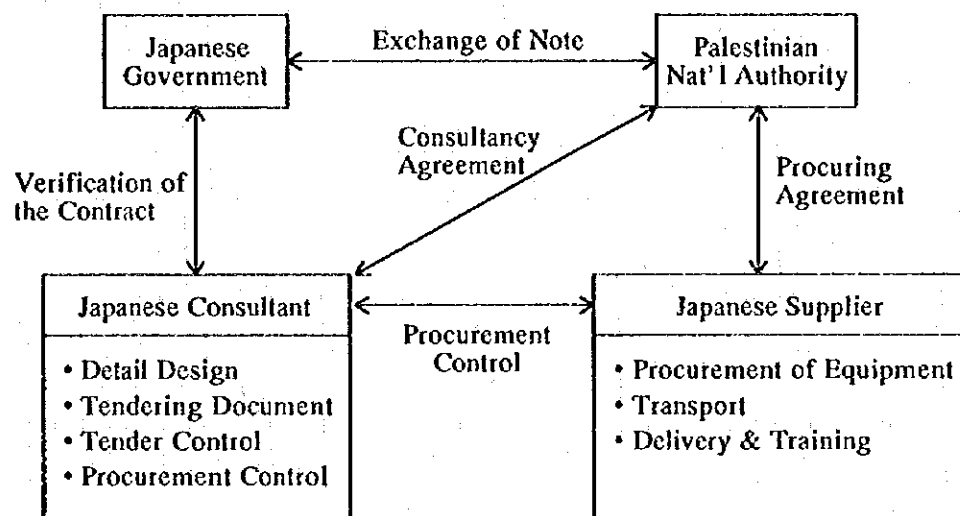 Japanese
Government
Exchange of Note
Palestinian
Nat'l Authority
Verification of
the Contract
Consultancy
Agreement
Procuring
Agreement
Japanese Consultant
• Detail Design
• Tendering Document
• Tender Control
• Procurement Control
Procurement
Control
Japanese Supplier
• Procurement of Equipment
• Transport
• Delivery & Training